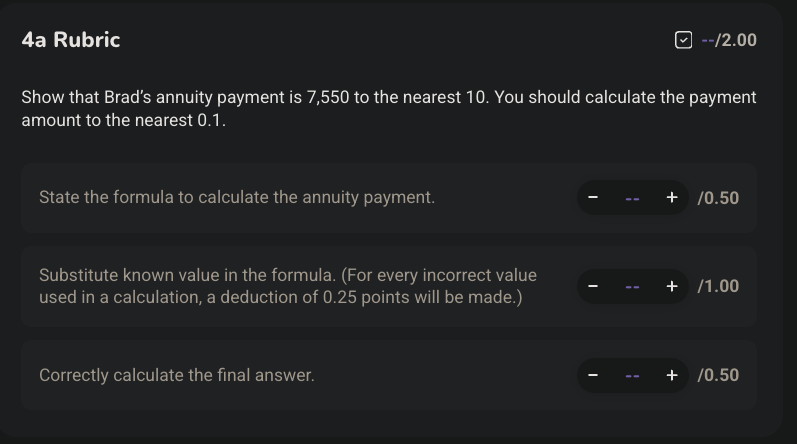 4a Rubric
--/2.00
Show that Brad's annuity payment is 7,550 to the nearest 10. You should calculate the payment
amount to the nearest 0.1.
State the formula to calculate the annuity payment.
− -- + /0.50
Substitute known value in the formula. (For every incorrect value
used in a calculation, a deduction of 0.25 points will be made.)
− -- + /1.00
Correctly calculate the final answer.
− -- + /0.50